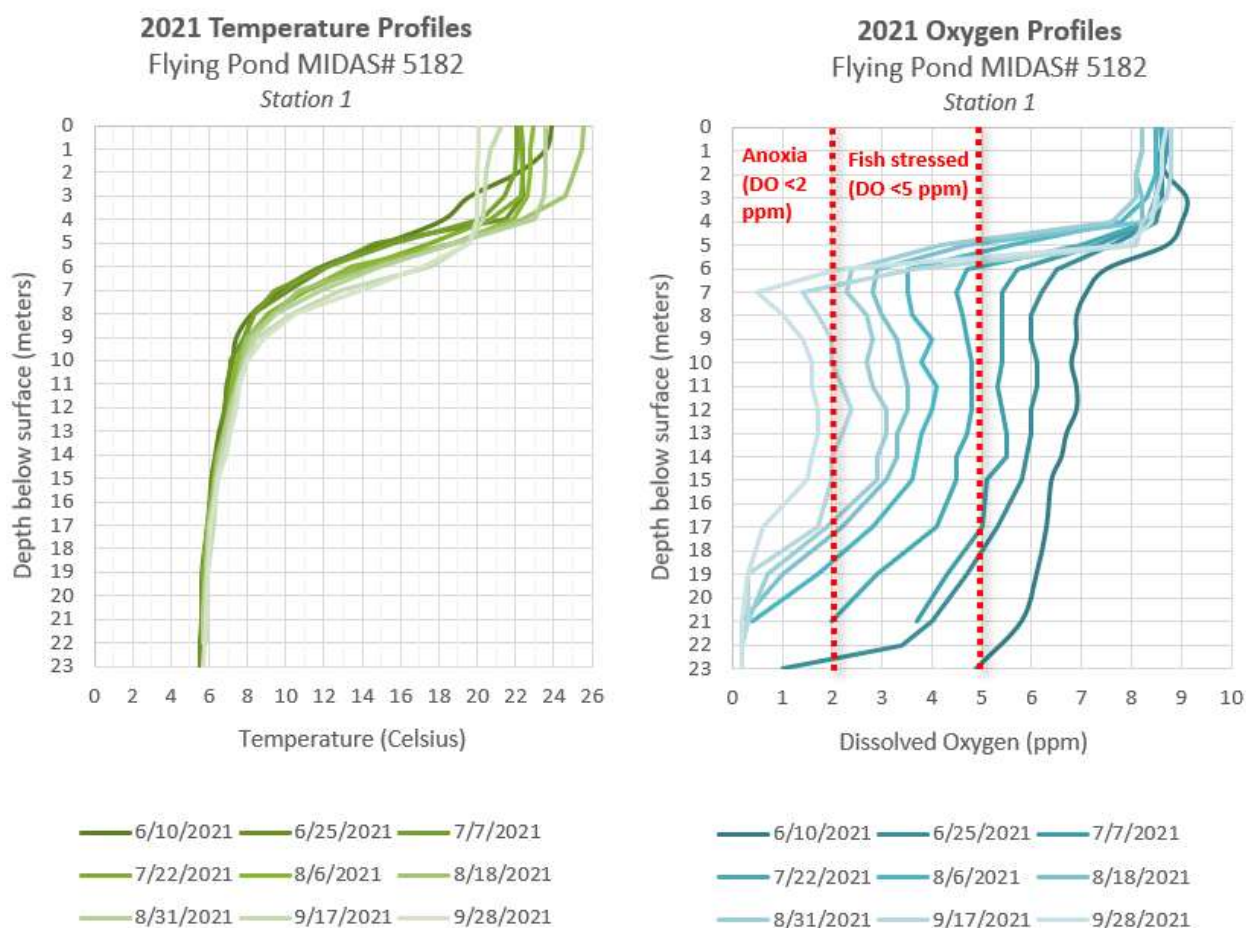 2021 Temperature Profiles
Flying Pond MIDAS# 5182
Station 1
0
1
2
3
4
5
6
7
8
9
10
11
12
13
14
15
16
17
18
19
20
21
22
23
Depth below surface (meters)
0 2 4 6 8 10 12 14 16 18 20 22 24 26
Temperature (Celsius)
6/10/2021 6/25/2021 7/7/2021
7/22/2021 8/6/2021 8/18/2021
8/31/2021 9/17/2021 9/28/2021
2021 Oxygen Profiles
Flying Pond MIDAS# 5182
Station 1
Anoxia
(DO <2
ppm)
Fish stressed
(DO <5 ppm)
0
1
2
3
4
5
6
7
8
9
10
11
12
13
14
15
16
17
18
19
20
21
22
23
Depth below surface (meters)
0 1 2 3 4 5 6 7 8 9 10
Dissolved Oxygen (ppm)
6/10/2021 6/25/2021 7/7/2021
7/22/2021 8/6/2021 8/18/2021
8/31/2021 9/17/2021 9/28/2021